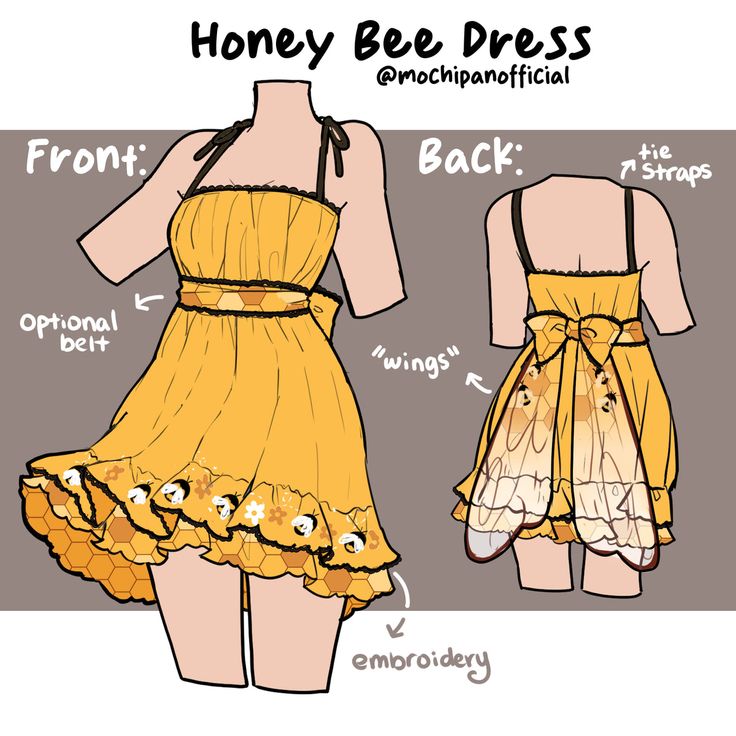 Honey Bee Dress
@mochipanofficial
Front:
Back:
tie
straps
optional
belt
"wings"
embroidery